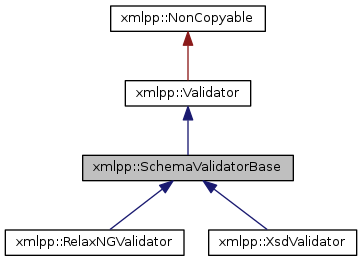 xmlpp::NonCopyable
xmlpp::Validator
xmlpp::SchemaValidatorBase
xmlpp::RelaxNGValidator
xmlpp::XsdValidator